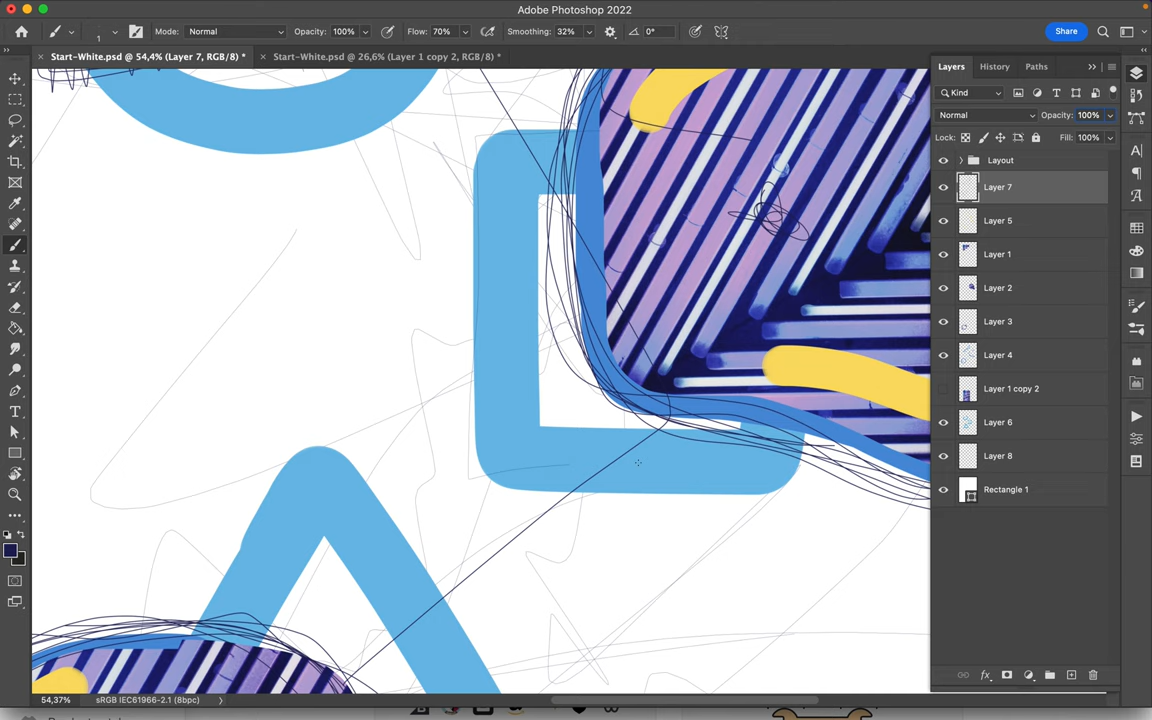 Adobe Photoshop 2022
1
Mode: Normal Opacity: 100% Flow: 70% Smoothing: 32% 0° Share
× Start-White.psd @ 54,4% (Layer 7, RGB/8) * × Start-White.psd @ 26,6% (Layer 1 copy 2, RGB/8) *
Layers History Paths
Kind
Normal Opacity: 100%
Lock: Fill: 100%
Layout
Layer 7
Layer 5
Layer 1
Layer 2
Layer 3
Layer 4
Layer 1 copy 2
Layer 6
Layer 8
Rectangle 1
fx
54,37% sRGB IEC61966-2.1 (8bpc)